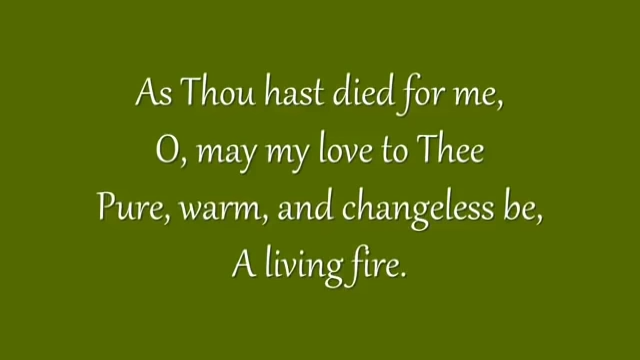 As Thou hast died for me,
O, may my love to Thee
Pure, warm, and changeless be,
A living fire.